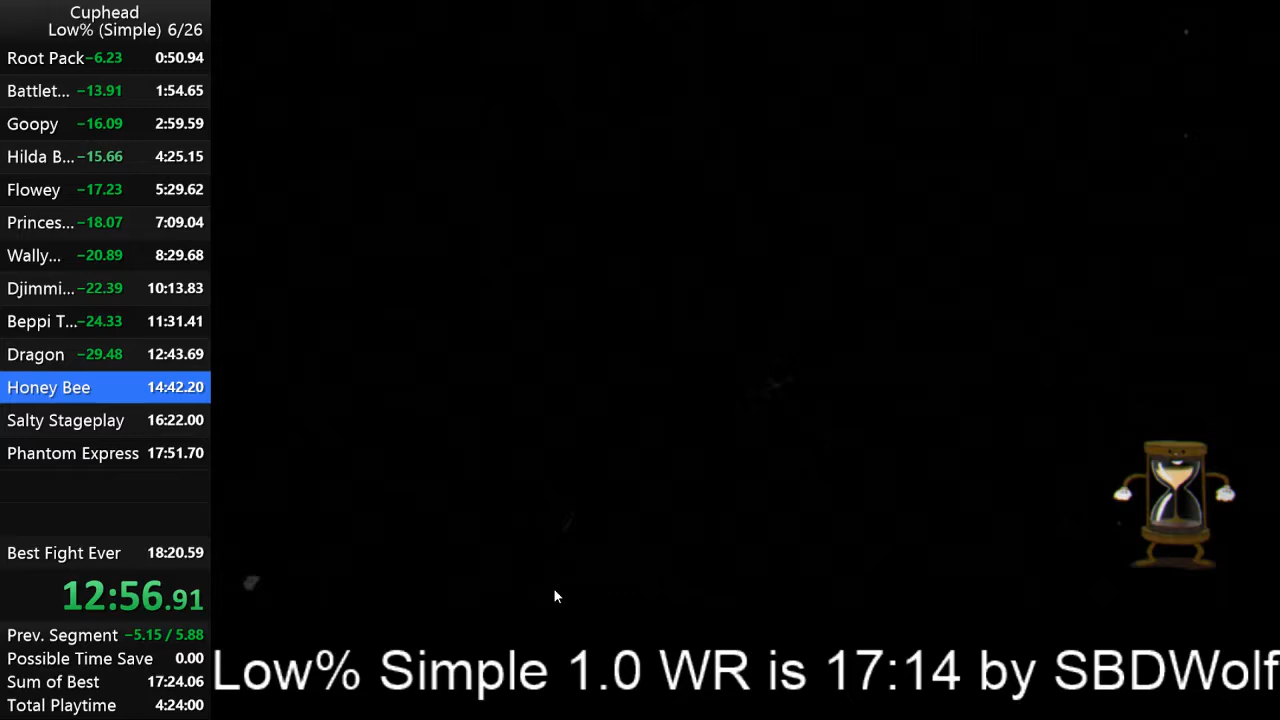 Cuphead
Low% (Simple) 6/26
Root Pack -6.23 0:50.94
Battlet... -13.91 1:54.65
Goopy -16.09 2:59.59
Hilda B... -15.66 4:25.15
Flowey -17.23 5:29.62
Princes... -18.07 7:09.04
Wally... -20.89 8:29.68
Djimmi... -22.39 10:13.83
Beppi T... -24.33 11:31.41
Dragon -29.48 12:43.69
Honey Bee 14:42.20
Salty Stageplay 16:22.00
Phantom Express 17:51.70
Best Fight Ever 18:20.59
12:56.91
Prev. Segment -5.15 / 5.88
Possible Time Save 0.00
Sum of Best 17:24.06
Total Playtime 4:24:00
Low% Simple 1.0 WR is 17:14 by SBDWolf